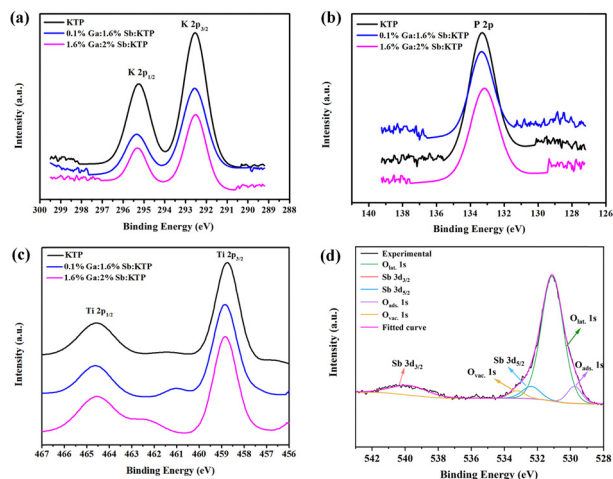 (a)
KTP
0.1% Ga:1.6% Sb:KTP
1.6% Ga:2% Sb:KTP
K 2p3/2
K 2p1/2
Intensity (a.u.)
300 299 298 297 296 295 294 293 292 291 290 289 288
Binding Energy (eV)
(b)
KTP
0.1% Ga:1.6% Sb:KTP
1.6% Ga:2% Sb:KTP
P 2p
Intensity (a.u.)
140 138 136 134 132 130 128 126
Binding Energy (eV)
(c)
KTP
0.1% Ga:1.6% Sb:KTP
1.6% Ga:2% Sb:KTP
Ti 2p3/2
Ti 2p1/2
Intensity (a.u.)
467 466 465 464 463 462 461 460 459 458 457 456
Binding Energy (eV)
(d)
Experimental
Olat. 1s
Sb 3d3/2
Sb 3d5/2
Oads. 1s
Ovac. 1s
Fitted curve
Olat. 1s
Sb 3d5/2
Oads. 1s
Sb 3d3/2
Ovac. 1s
Intensity (a.u.)
542 540 538 536 534 532 530 528
Binding Energy (eV)